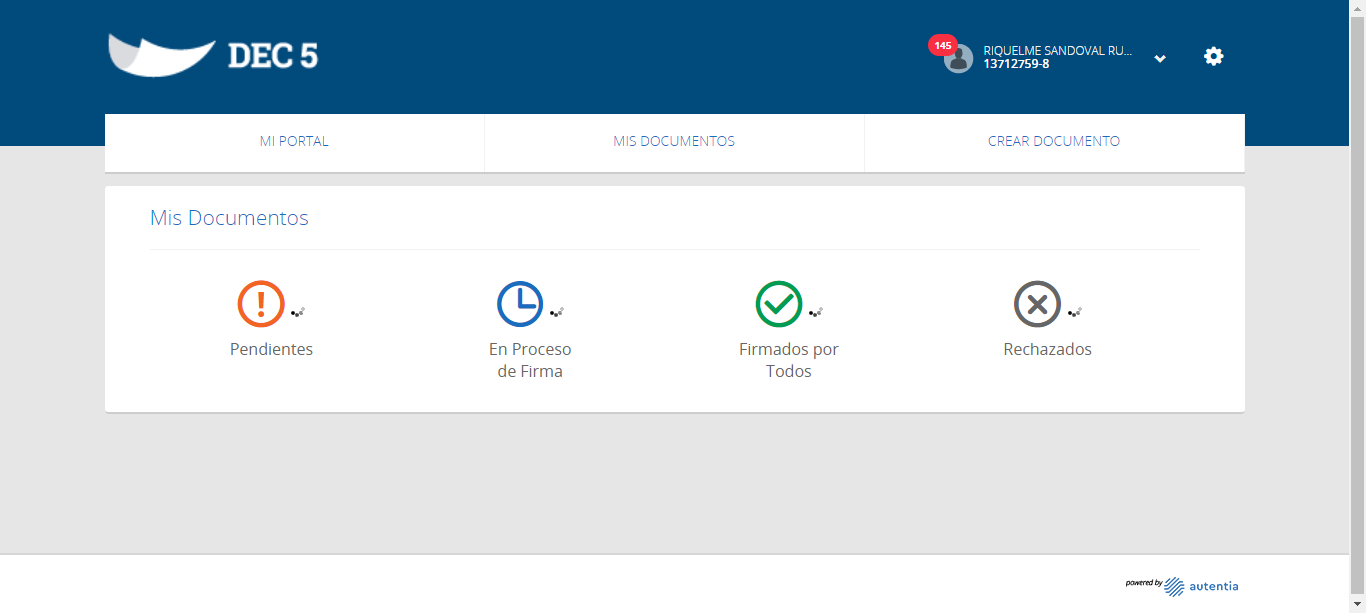 DEC 5
145
RIQUELME SANDOVAL RU...
13712759-8
MI PORTAL
MIS DOCUMENTOS
CREAR DOCUMENTO
Mis Documentos
Pendientes
En Proceso
de Firma
Firmados por
Todos
Rechazados
powered by
autentia